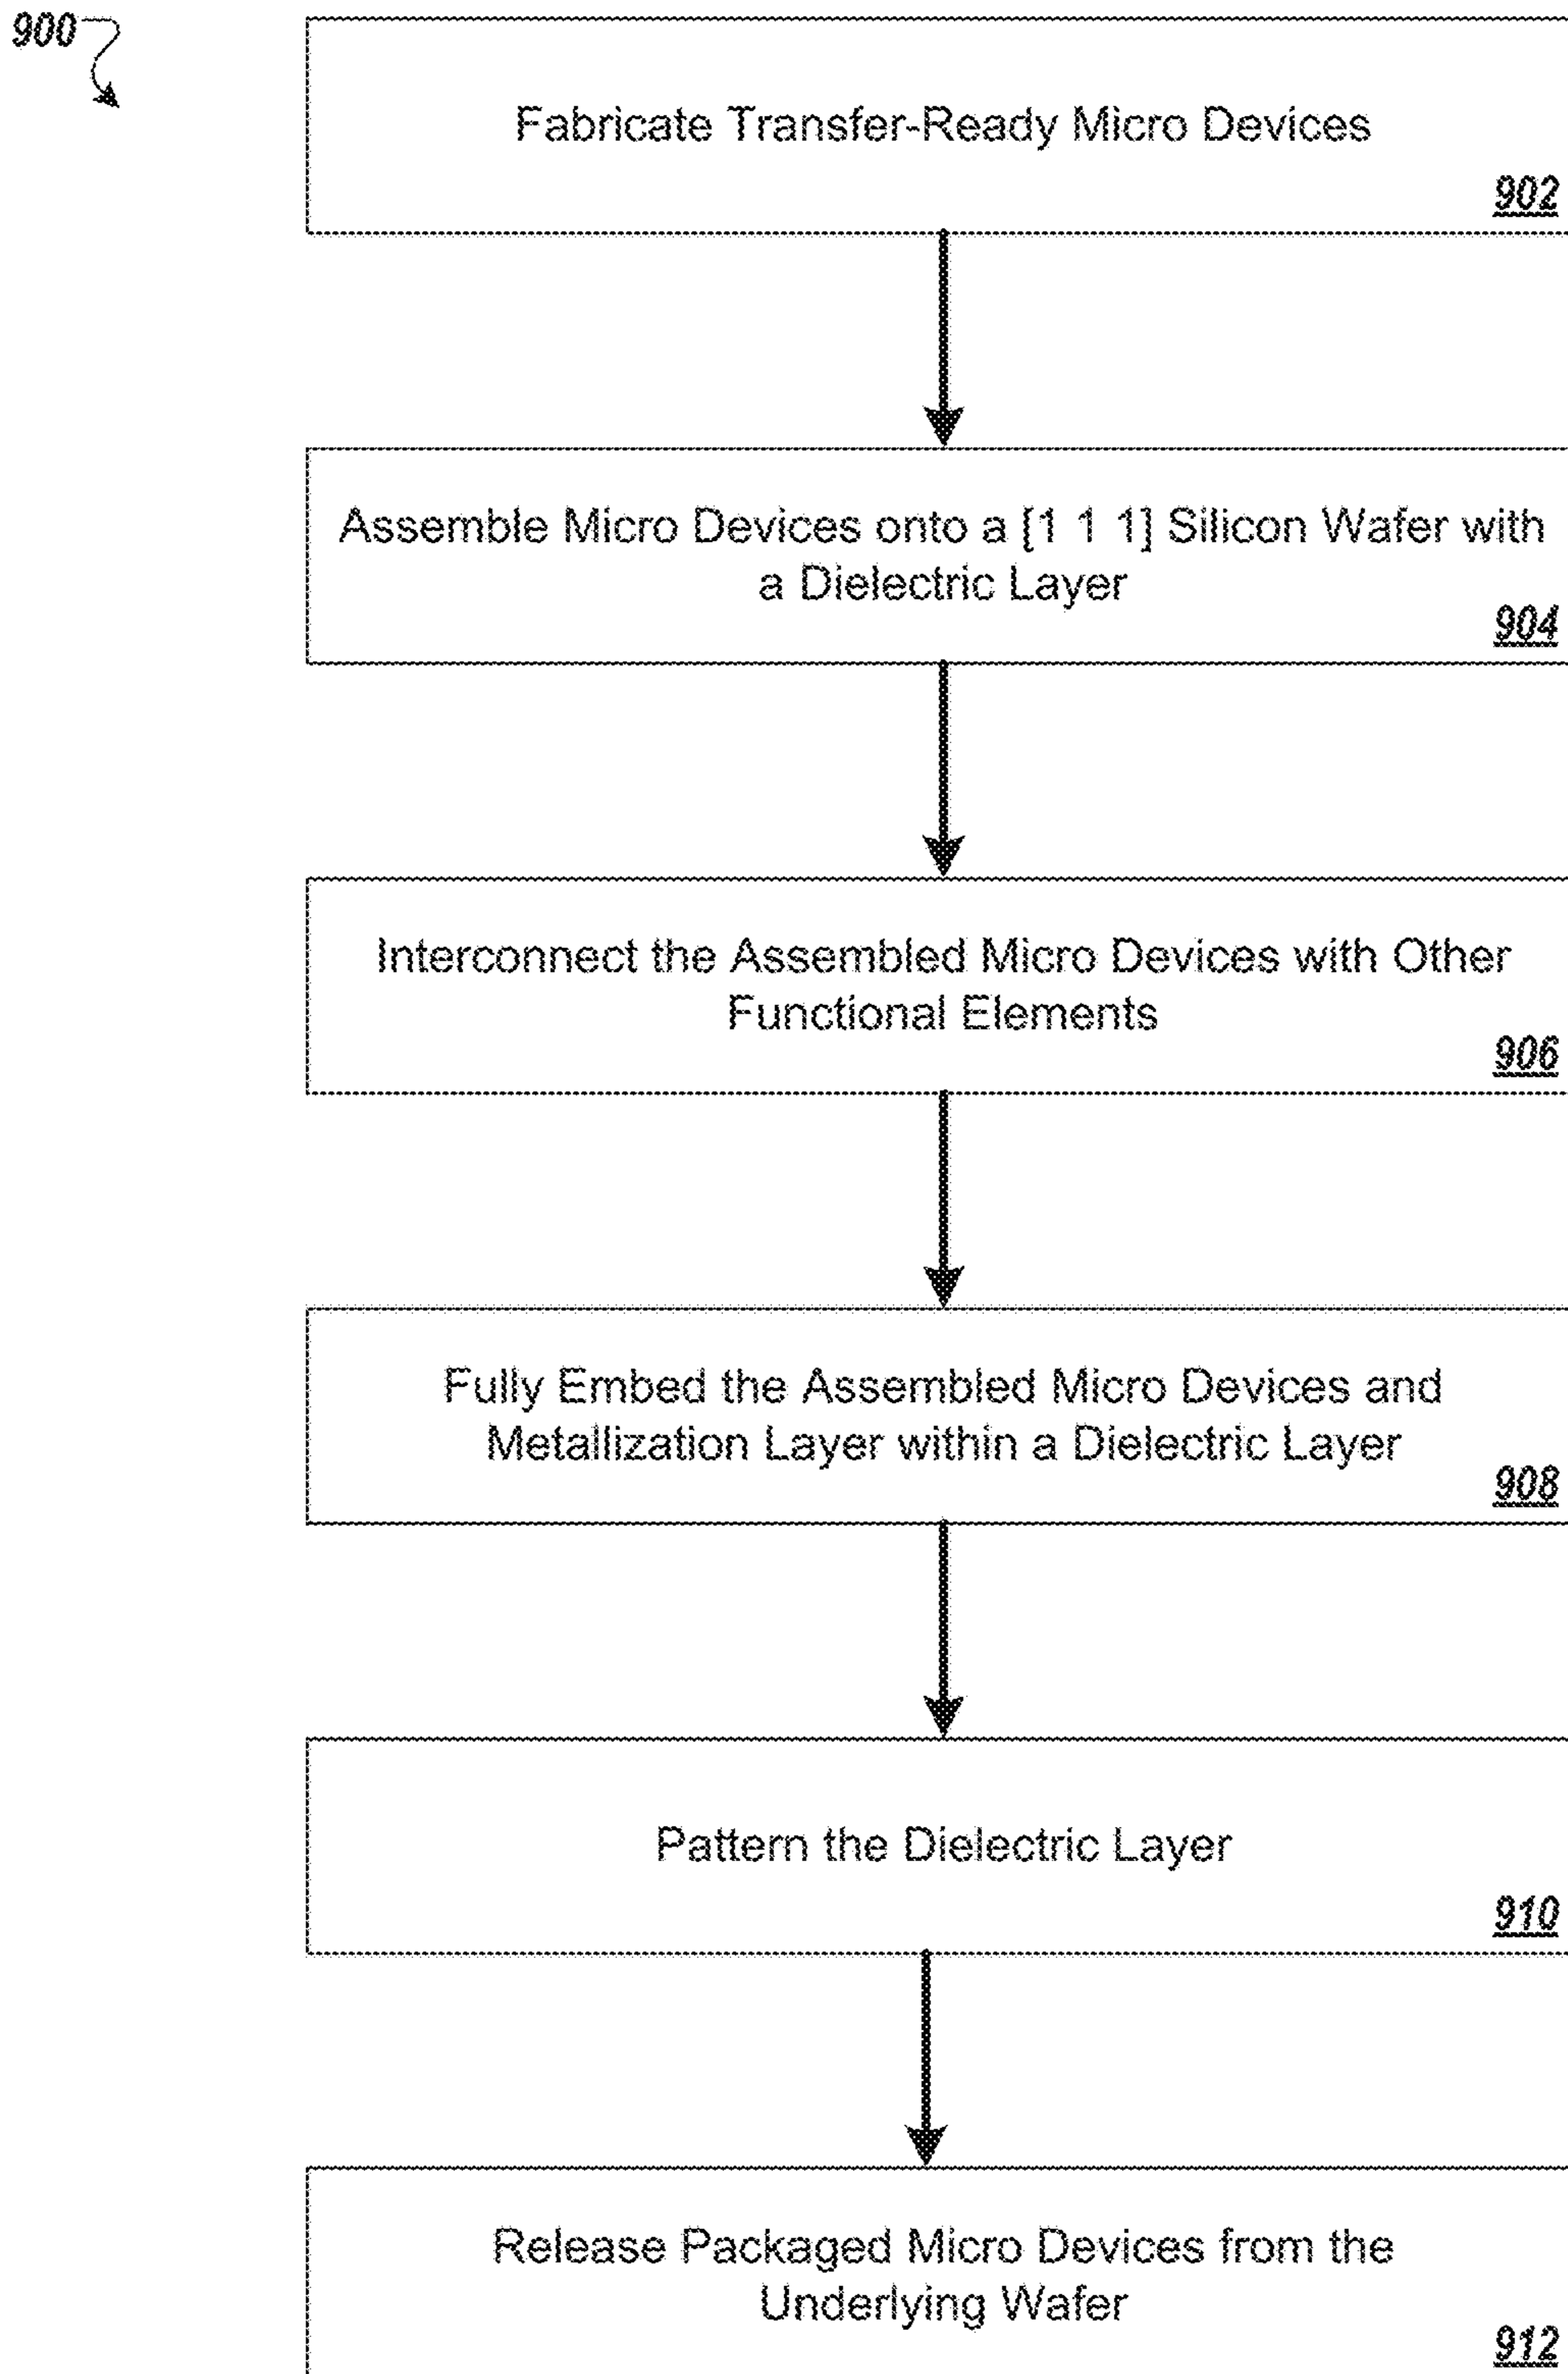 900
Fabricate Transfer-Ready Micro Devices
902
Assemble Micro Devices onto a [1 1 1] Silicon Wafer with
a Dielectric Layer
904
Interconnect the Assembled Micro Devices with Other
Functional Elements
906
Fully Embed the Assembled Micro Devices and
Metallization Layer within a Dielectric Layer
908
Pattern the Dielectric Layer
910
Release Packaged Micro Devices from the
Underlying Wafer
912